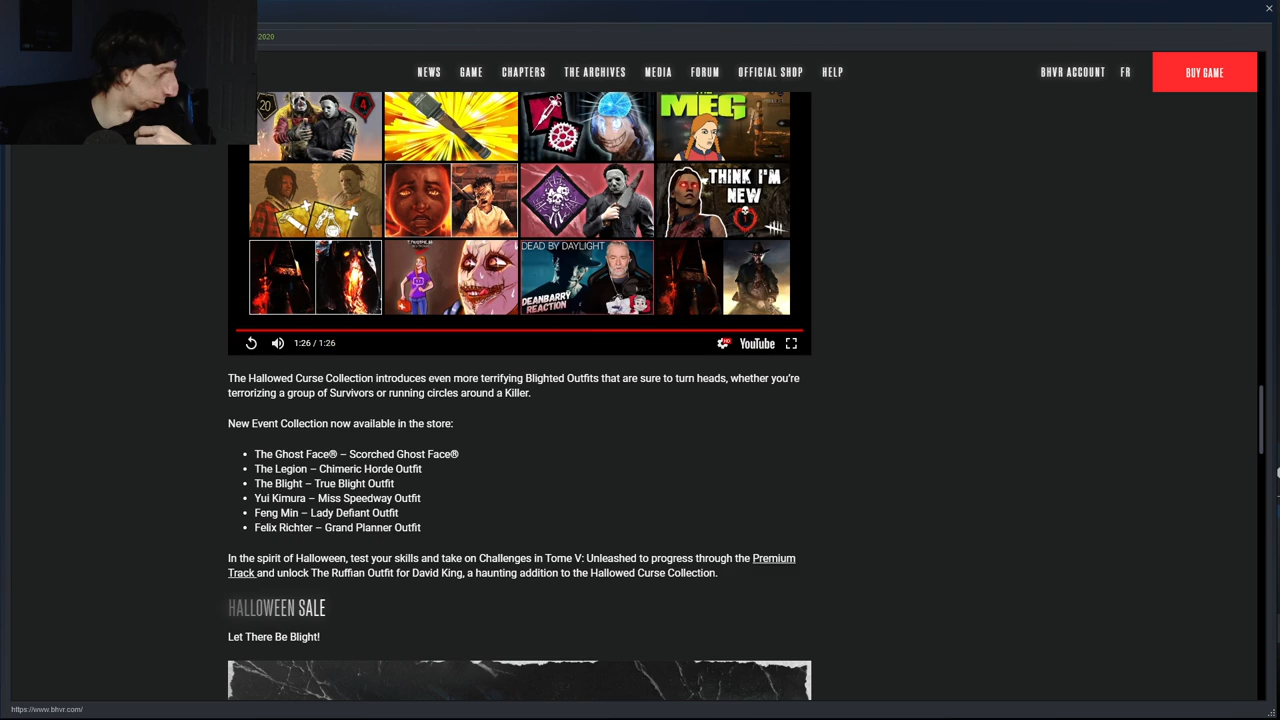 -2020
NEWS GAME CHAPTERS THE ARCHIVES MEDIA FORUM OFFICIAL SHOP HELP BHVR ACCOUNT FR BUY GAME
20 4 MEG
THINK I'M
NEW
DEAD BY DAYLIGHT
DEANBARRY
REACTION
1:26 / 1:26 HD YouTube
The Hallowed Curse Collection introduces even more terrifying Blighted Outfits that are sure to turn heads, whether you're
terrorizing a group of Survivors or running circles around a Killer.
New Event Collection now available in the store:
• The Ghost Face® – Scorched Ghost Face®
• The Legion – Chimeric Horde Outfit
• The Blight – True Blight Outfit
• Yui Kimura – Miss Speedway Outfit
• Feng Min – Lady Defiant Outfit
• Felix Richter – Grand Planner Outfit
In the spirit of Halloween, test your skills and take on Challenges in Tome V: Unleashed to progress through the Premium
Track and unlock The Ruffian Outfit for David King, a haunting addition to the Hallowed Curse Collection.
HALLOWEEN SALE
Let There Be Blight!
https://www.bhvr.com/